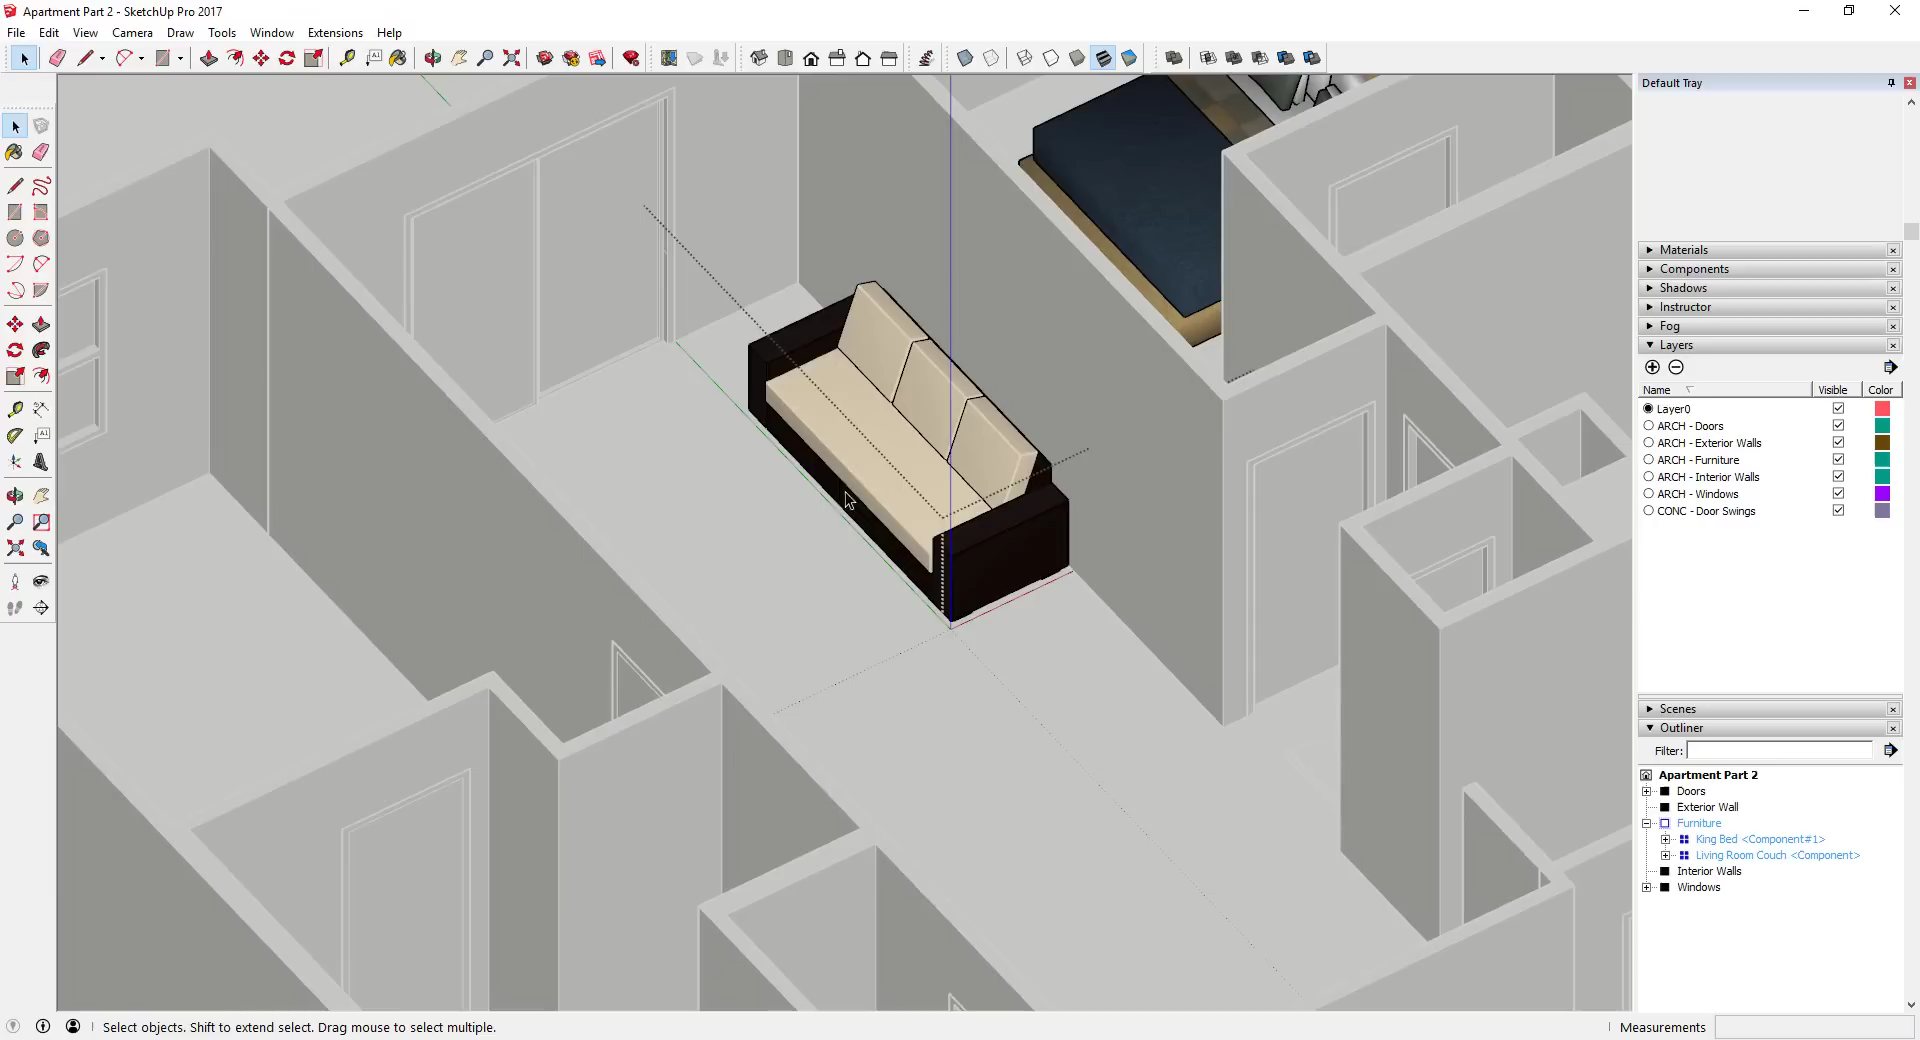 Apartment Part 2 - SketchUp Pro 2017
File Edit View Camera Draw Tools Window Extensions Help
Default Tray
Materials
Components
Shadows
Instructor
Fog
Layers
Name Visible Color
Layer0
ARCH - Doors
ARCH - Exterior Walls
ARCH - Furniture
ARCH - Interior Walls
ARCH - Windows
CONC - Door Swings
Scenes
Outliner
Filter:
Apartment Part 2
Doors
Exterior Wall
Furniture
King Bed <Component#1>
Living Room Couch <Component>
Interior Walls
Windows
Select objects. Shift to extend select. Drag mouse to select multiple.
Measurements